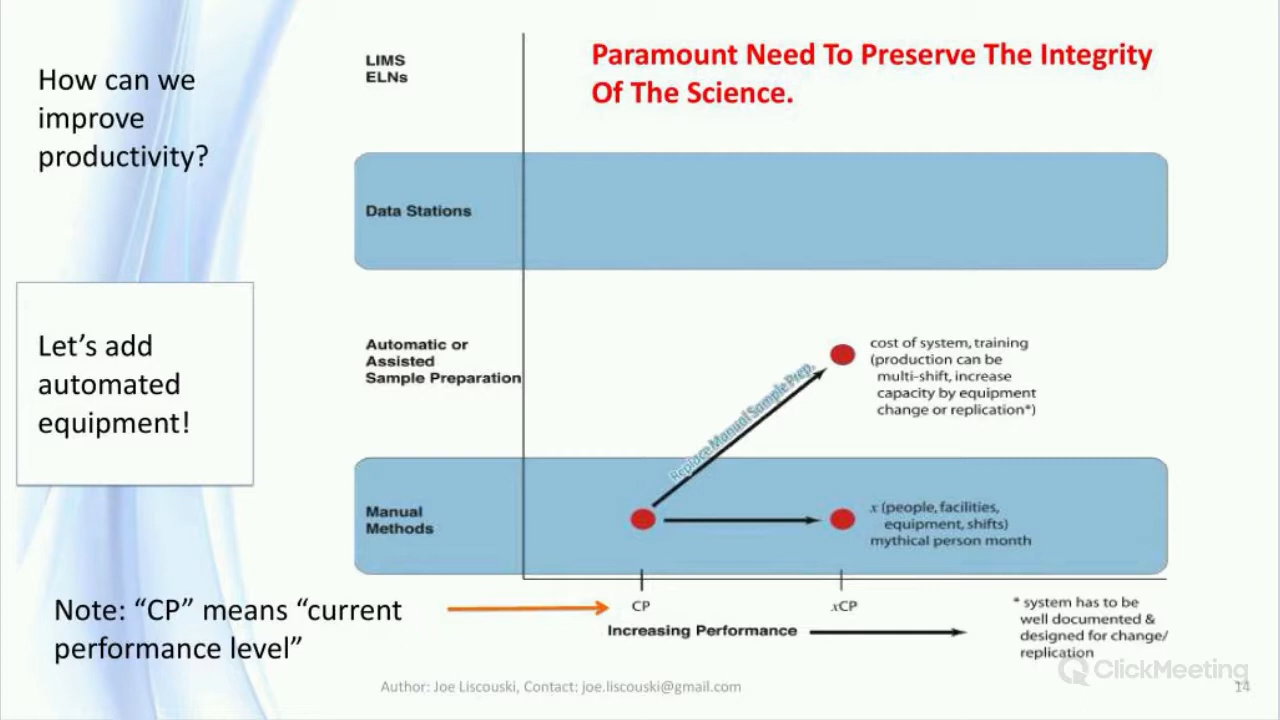 How can we
improve
productivity?
Let’s add
automated
equipment!
Paramount Need To Preserve The Integrity
Of The Science.
LIMS
ELNs
Data Stations
Automatic or
Assisted
Sample Preparation
Manual
Methods
Replace Manual Sample Prep.
cost of system, training
(production can be
multi-shift, increase
capacity by equipment
change or replication*)
x (people, facilities,
equipment, shifts)
mythical person month
CP
xCP
Increasing Performance
* system has to be
well documented &
designed for change/
replication
Note: “CP” means “current
performance level”
Author: Joe Liscouski, Contact: joe.liscouski@gmail.com
ClickMeeting
14